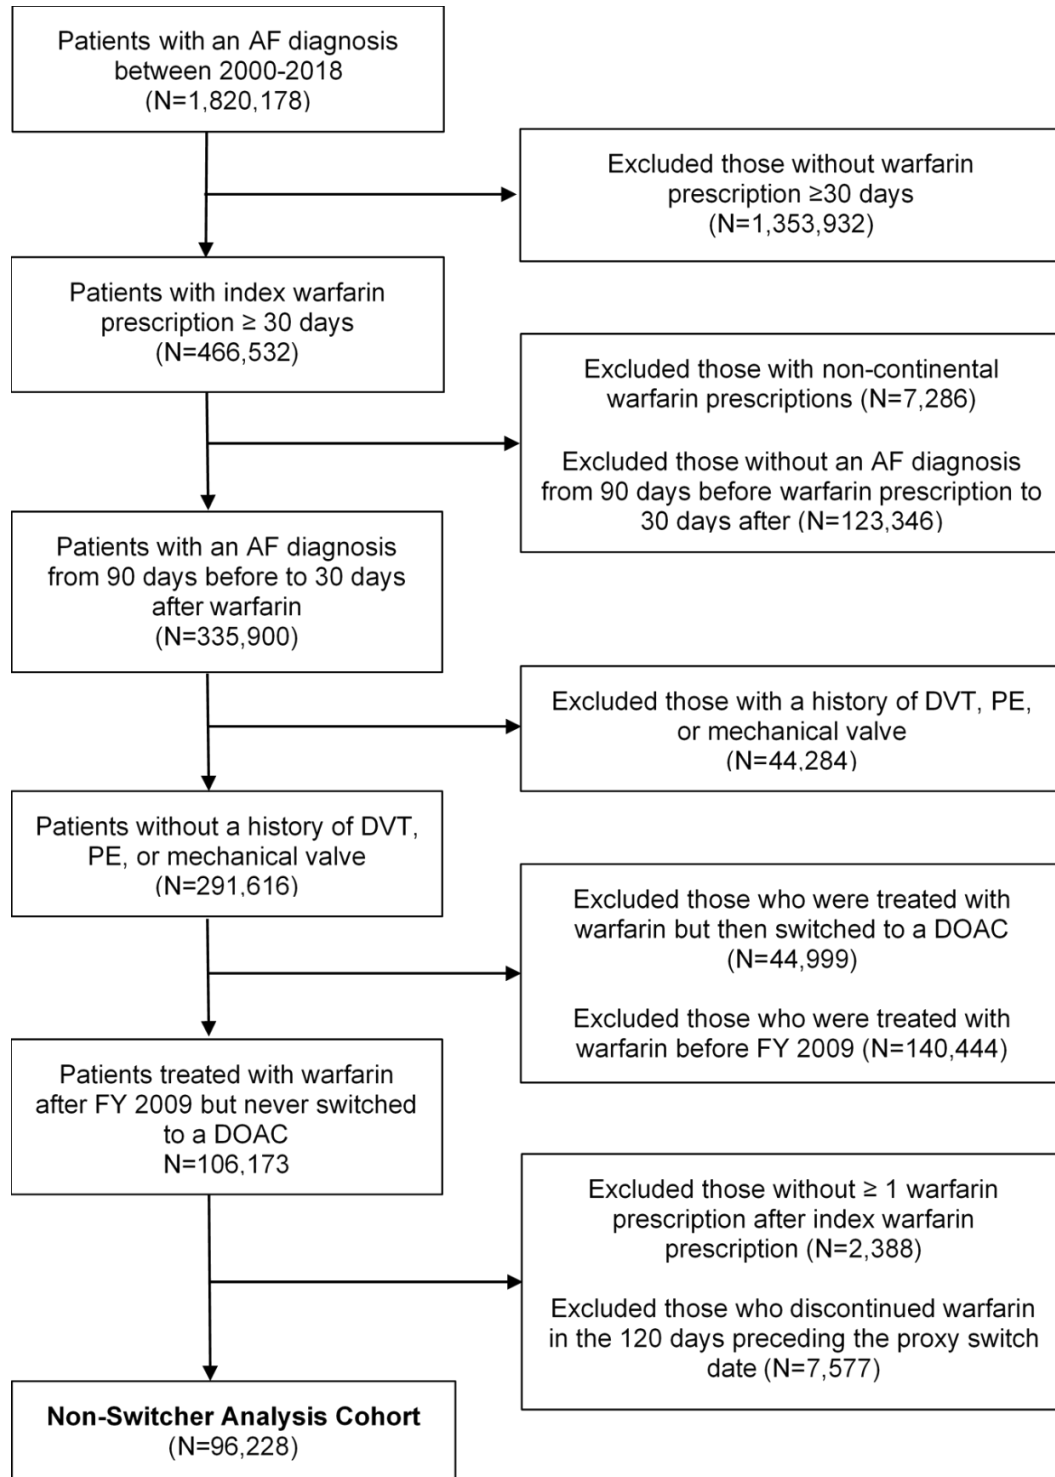 Patients with an AF diagnosis
between 2000-2018
(N=1,820,178)
Excluded those without warfarin
prescription ≥30 days
(N=1,353,932)
Patients with index warfarin
prescription ≥ 30 days
(N=466,532)
Excluded those with non-continental
warfarin prescriptions (N=7,286)
Excluded those without an AF diagnosis
from 90 days before warfarin prescription to
30 days after (N=123,346)
Patients with an AF diagnosis
from 90 days before to 30 days
after warfarin
(N=335,900)
Excluded those with a history of DVT, PE,
or mechanical valve
(N=44,284)
Patients without a history of DVT,
PE, or mechanical valve
(N=291,616)
Excluded those who were treated with
warfarin but then switched to a DOAC
(N=44,999)
Excluded those who were treated with
warfarin before FY 2009 (N=140,444)
Patients treated with warfarin
after FY 2009 but never switched
to a DOAC
N=106,173
Excluded those without ≥ 1 warfarin
prescription after index warfarin
prescription (N=2,388)
Excluded those who discontinued warfarin
in the 120 days preceding the proxy switch
date (N=7,577)
Non-Switcher Analysis Cohort
(N=96,228)